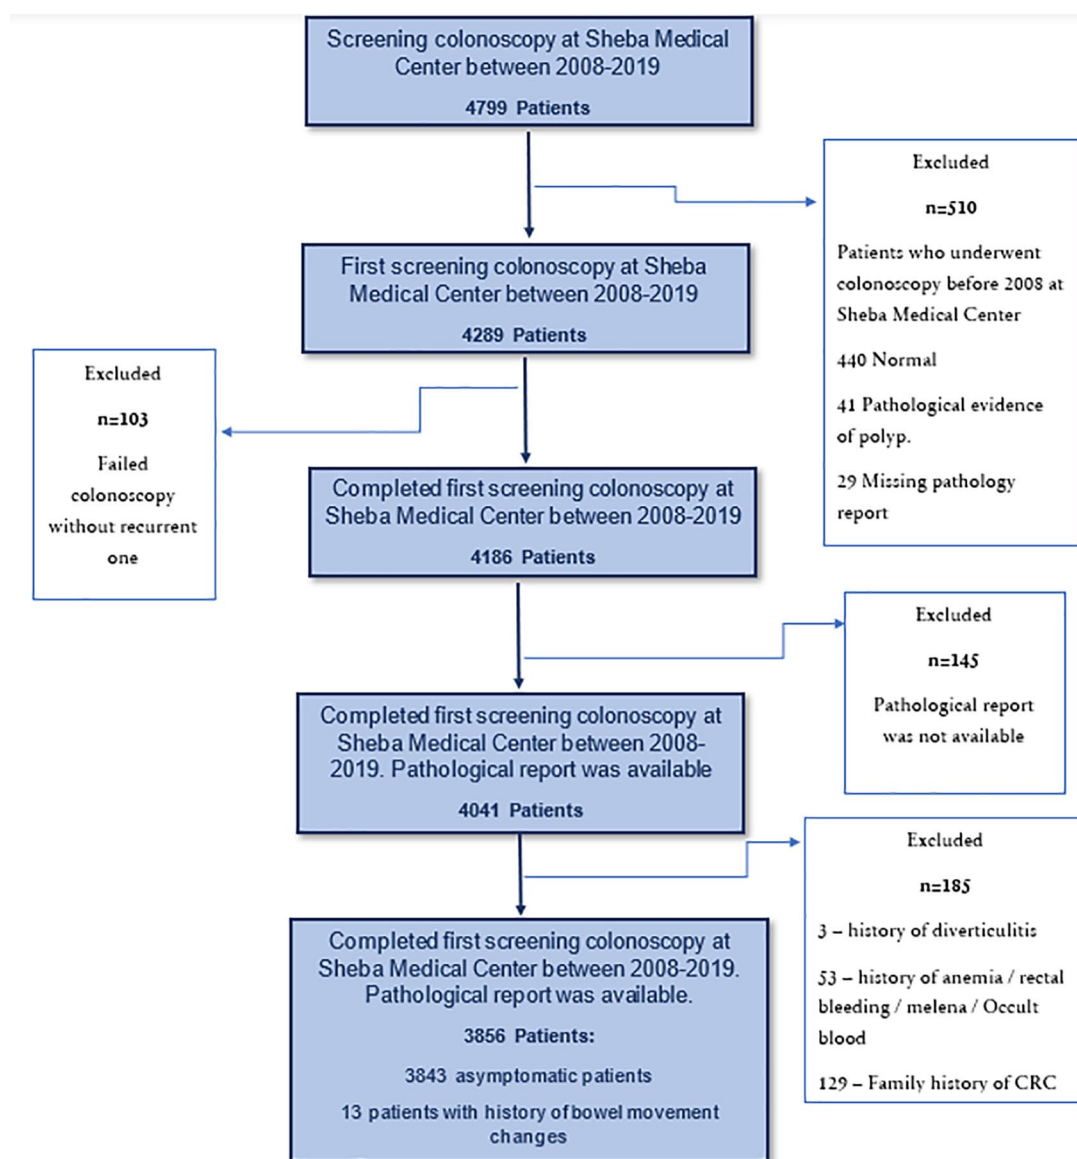 Screening colonoscopy at Sheba Medical
Center between 2008-2019
4799 Patients
Excluded
n=510
Patients who underwent
colonoscopy before 2008 at
Sheba Medical Center
440 Normal
41 Pathological evidence
of polyp.
29 Missing pathology
report
First screening colonoscopy at Sheba
Medical Center between 2008-2019
4289 Patients
Excluded
n=103
Failed
colonoscopy
without recurrent
one
Completed first screening colonoscopy at
Sheba Medical Center between 2008-2019
4186 Patients
Excluded
n=145
Pathological report
was not available
Completed first screening colonoscopy at
Sheba Medical Center between 2008-
2019. Pathological report was available
4041 Patients
Excluded
n=185
3 – history of diverticulitis
53 – history of anemia / rectal
bleeding / melena / Occult
blood
129 – Family history of CRC
Completed first screening colonoscopy at
Sheba Medical Center between 2008-2019.
Pathological report was available.
3856 Patients:
3843 asymptomatic patients
13 patients with history of bowel movement
changes